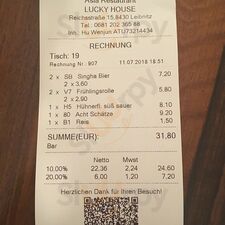 Asia Restaurant
LUCKY HOUSE
Reichsstraße 15,8430 Leibnitz
Tel.: 0681 202 365 88
Inh.: Hu Wenjun ATU73214434
RECHNUNG
Tisch: 19
Rechnung Nr.: 907 11.07.2018 18:51
2 x S8 Singha Bier 7.20
2 x 3,60
2 x V7 Frühlingsrolle 5.80
2 x 2,90
1 x H5 Hühnerfl. süß sauer 8.10
1 x 80 Acht Schätze 9.20
1 x B1 Reis 1.50
SUMME(EUR): 31,80
Bar
Netto Mwst
10.00% 22,36 2,24 24.60
20.00% 6,00 1,20 7,20
Herzlichen Dank für Ihren Besuch!